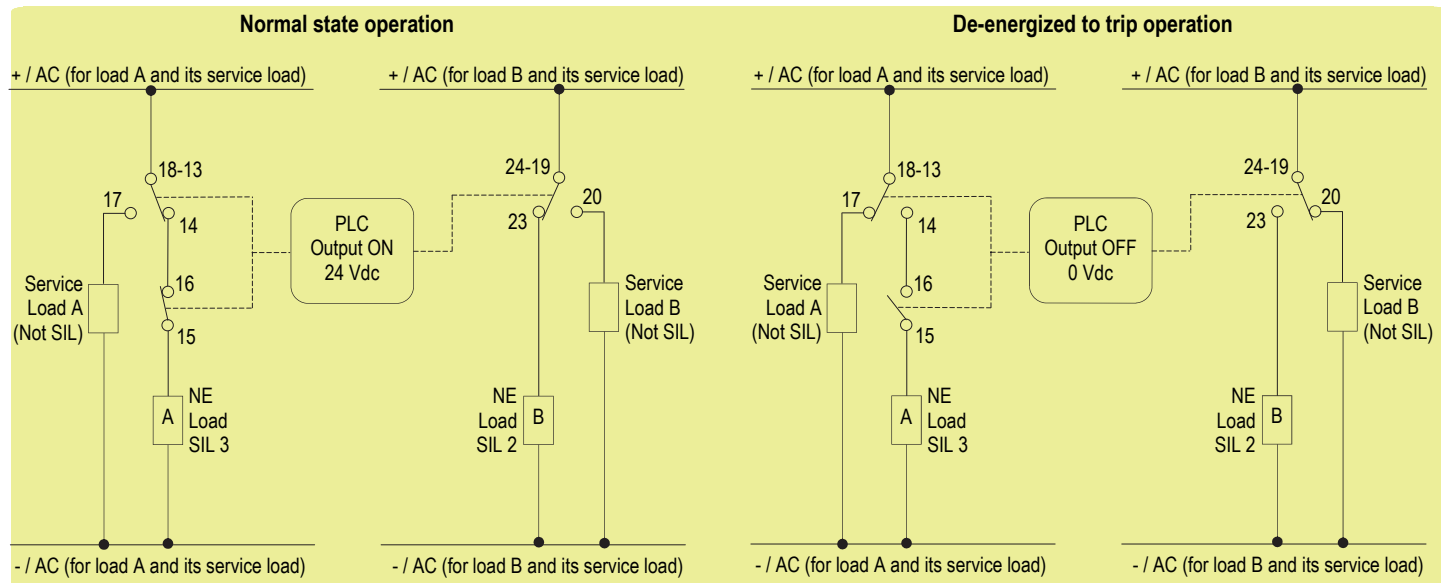 Normal state operation
+ / AC (for load A and its service load)
+ / AC (for load B and its service load)
18-13
17
14
16
15
Service
Load A
(Not SIL)
A
NE
Load
SIL 3
PLC
Output ON
24 Vdc
24-19
23
20
Service
Load B
(Not SIL)
NE
Load
SIL 2
B
- / AC (for load A and its service load)
- / AC (for load B and its service load)
De-energized to trip operation
+ / AC (for load A and its service load)
+ / AC (for load B and its service load)
18-13
17
14
16
15
Service
Load A
(Not SIL)
A
NE
Load
SIL 3
PLC
Output OFF
0 Vdc
24-19
23
20
Service
Load B
(Not SIL)
NE
Load
SIL 2
B
- / AC (for load A and its service load)
- / AC (for load B and its service load)